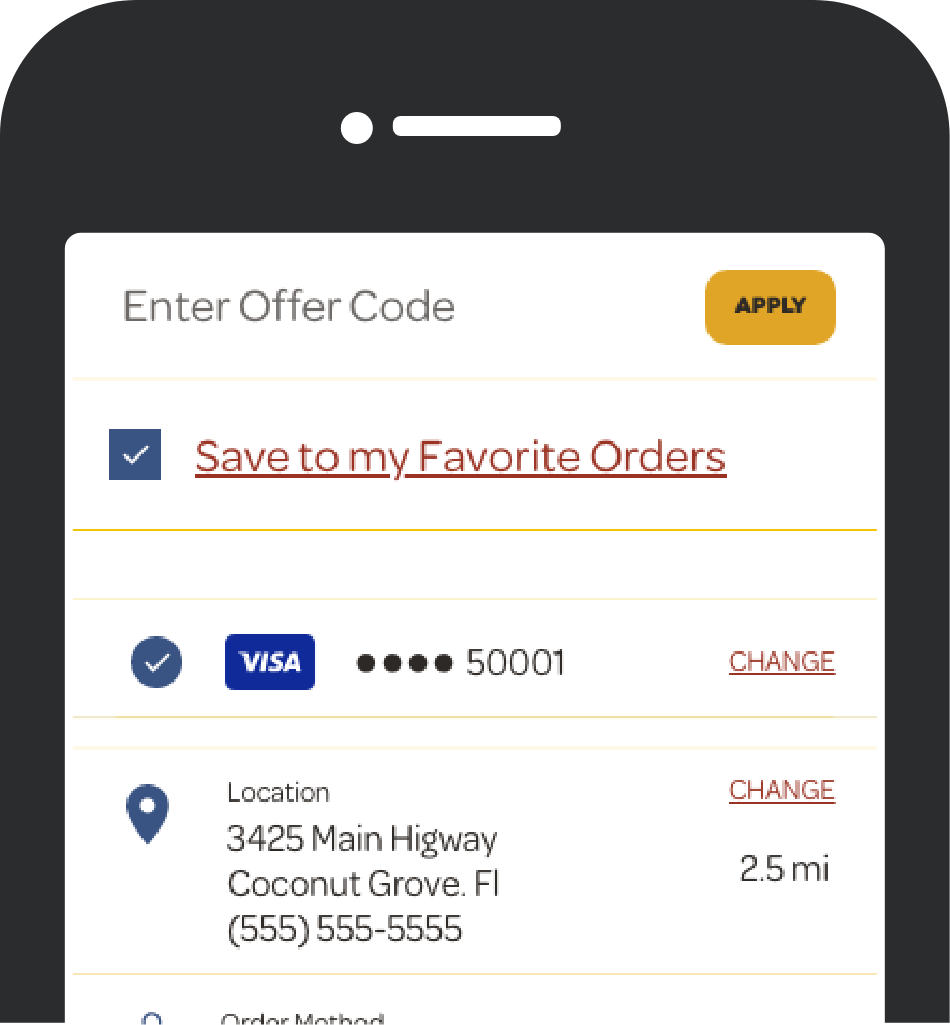 Enter Offer Code
APPLY
Save to my Favorite Orders
VISA
●●●● 50001
CHANGE
Location
CHANGE
3425 Main Higway
2.5 mi
Coconut Grove. Fl
(555) 555-5555
Order Method